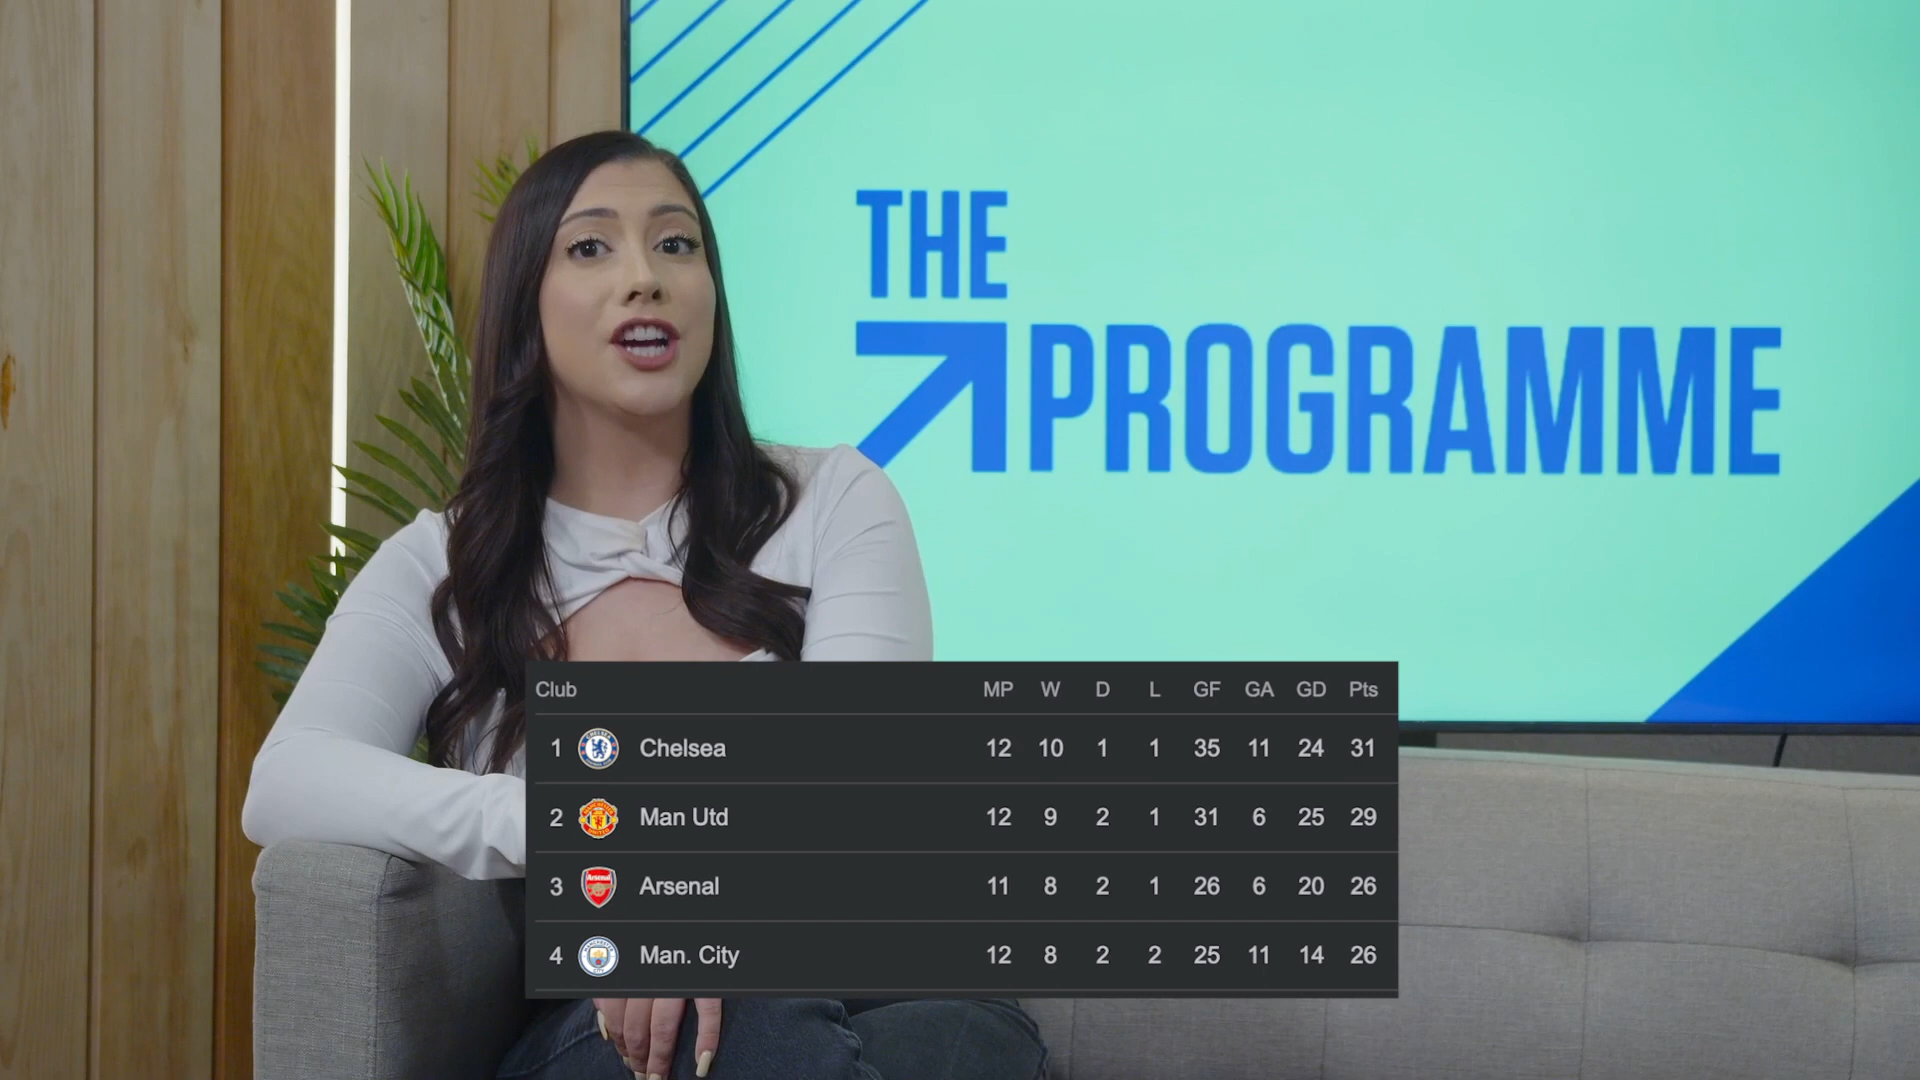 THE
PROGRAMME
Club MP W D L GF GA GD Pts
1 Chelsea 12 10 1 1 35 11 24 31
2 Man Utd 12 9 2 1 31 6 25 29
3 Arsenal 11 8 2 1 26 6 20 26
4 Man. City 12 8 2 2 25 11 14 26